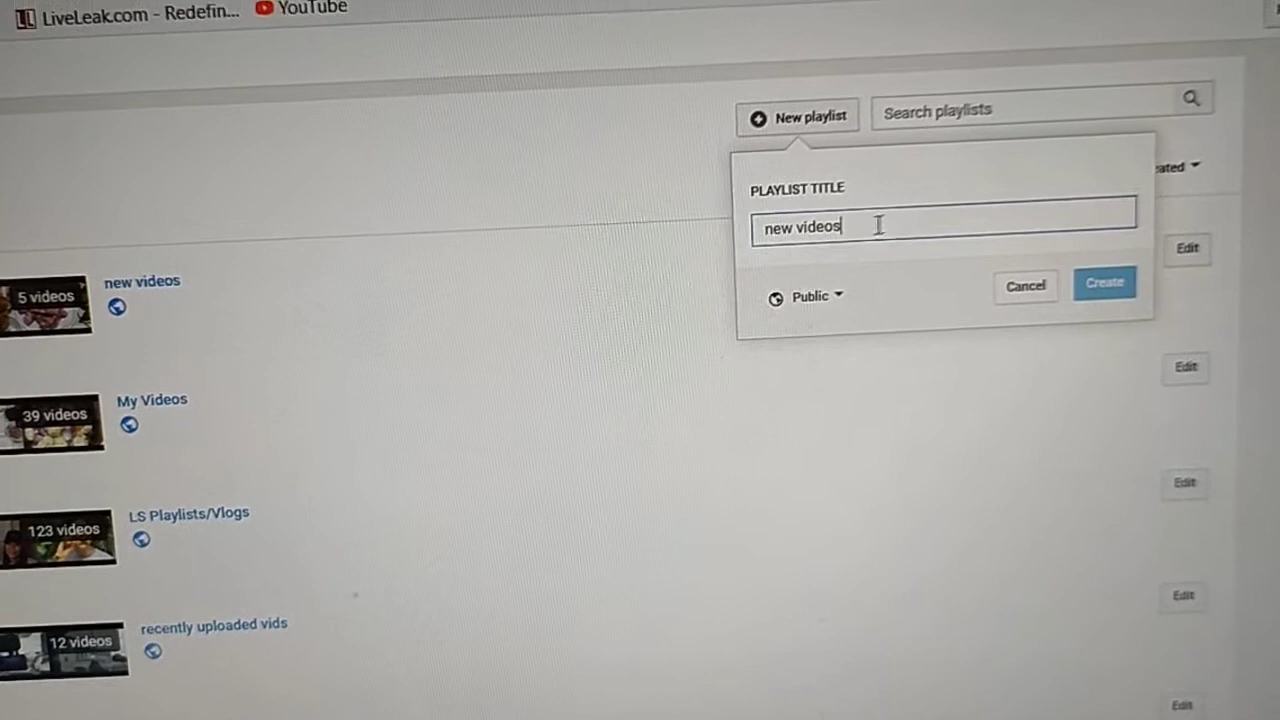 LiveLeak.com - Redefin...
YouTube
New playlist
Search playlists
PLAYLIST TITLE
new videos
Public
Cancel
Create
Edit
5 videos
new videos
Edit
39 videos
My Videos
Edit
123 videos
LS Playlists/Vlogs
Edit
12 videos
recently uploaded vids
Edit